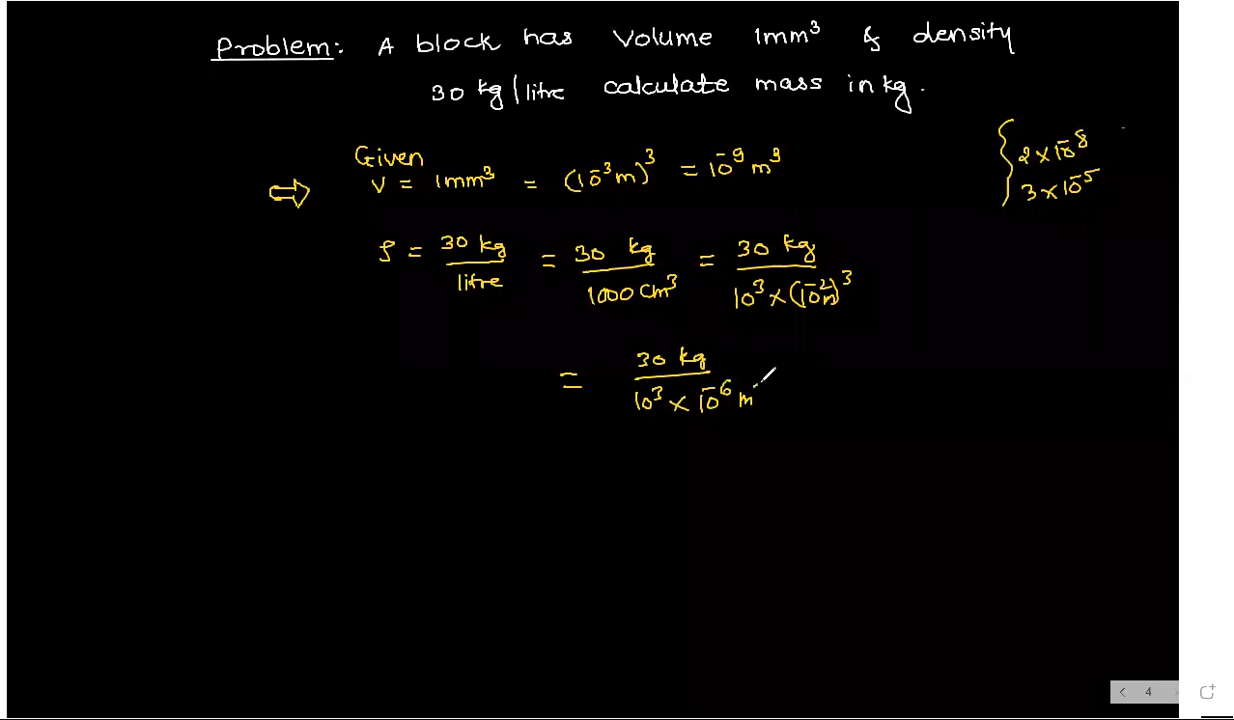 Problem: A block has Volume 1mm³ & density
30 kg/litre calculate mass in kg.
Given
V = 1mm³ = (10⁻³m)³ = 10⁻⁹ m³
{ 2 × 10⁻⁸
3 × 10⁻⁵
ρ = 30 kg / litre = 30 kg / 1000 cm³ = 30 kg / 10³ × (10⁻²m)³
= 30 kg / 10³ × 10⁻⁶ m
4